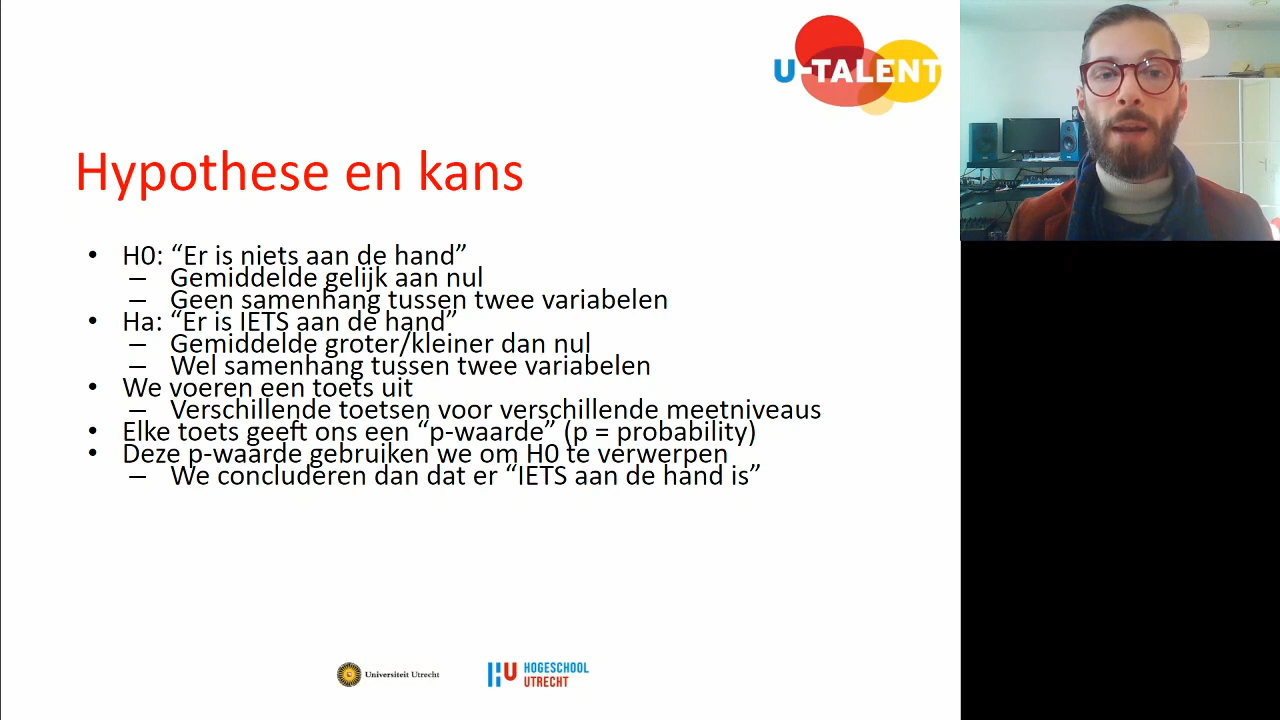 U-TALENT
Hypothese en kans
• H0: “Er is niets aan de hand”
– Gemiddelde gelijk aan nul
– Geen samenhang tussen twee variabelen
• Ha: “Er is IETS aan de hand”
– Gemiddelde groter/kleiner dan nul
– Wel samenhang tussen twee variabelen
• We voeren een toets uit
– Verschillende toetsen voor verschillende meetniveaus
• Elke toets geeft ons een “p-waarde” (p = probability)
• Deze p-waarde gebruiken we om H0 te verwerpen
– We concluderen dan dat er “IETS aan de hand is”
Universiteit Utrecht
HU HOGESCHOOL
UTRECHT